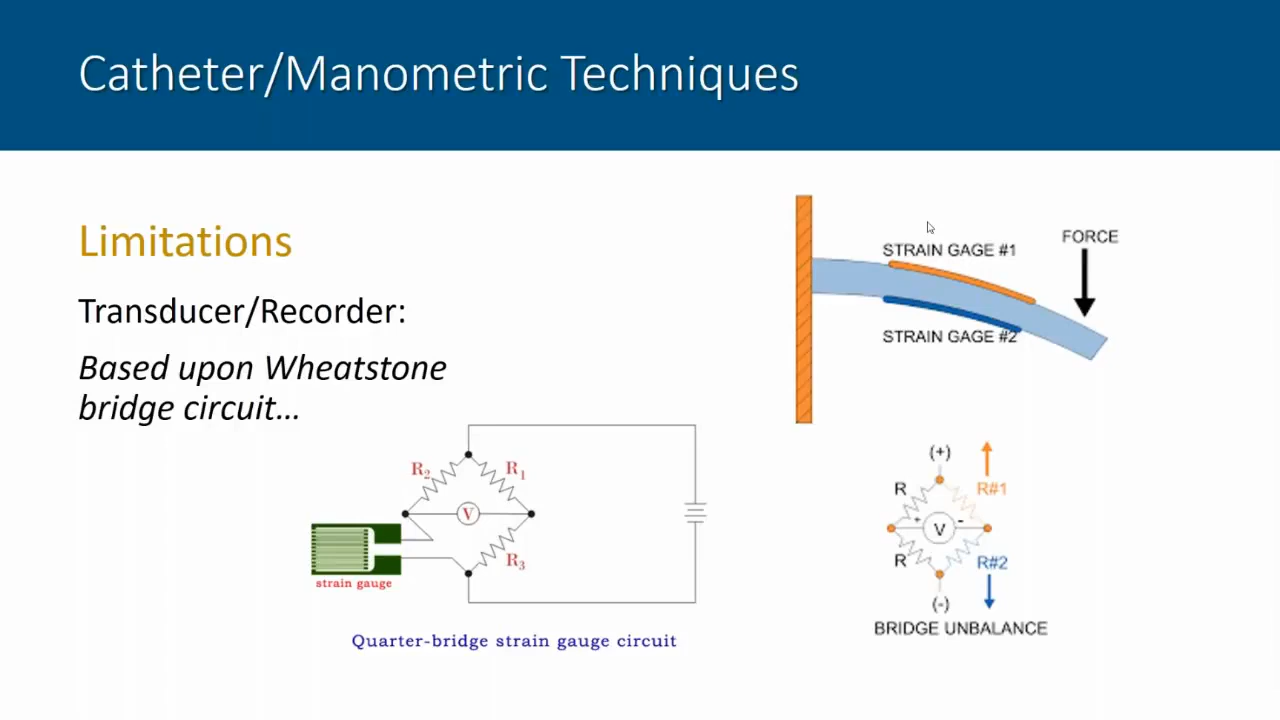 Catheter/Manometric Techniques
Limitations
Transducer/Recorder:
Based upon Wheatstone
bridge circuit...
R2
R1
V
R3
strain gauge
Quarter-bridge strain gauge circuit
STRAIN GAGE #1
FORCE
STRAIN GAGE #2
(+)
R
R#1
+
V
-
R
R#2
(-)
BRIDGE UNBALANCE